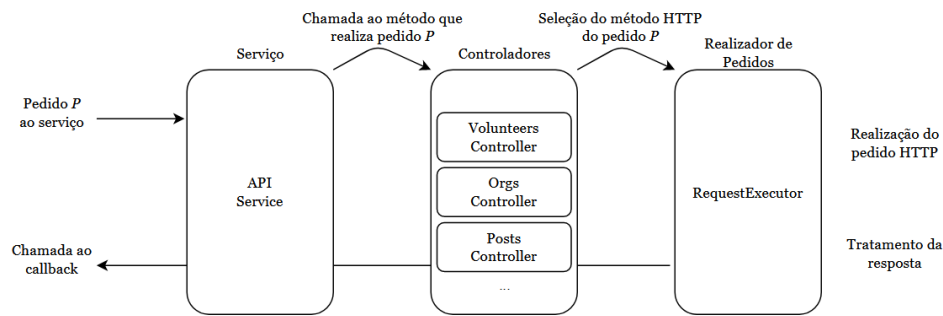 Chamada ao método que
realiza pedido P
Seleção do método HTTP
do pedido P
Serviço
Controladores
Realizador de
Pedidos
Pedido P
ao serviço
Volunteers
Controller
Realização do
pedido HTTP
API
Service
Orgs
Controller
RequestExecutor
Posts
Controller
Chamada ao
callback
Tratamento da
resposta
...